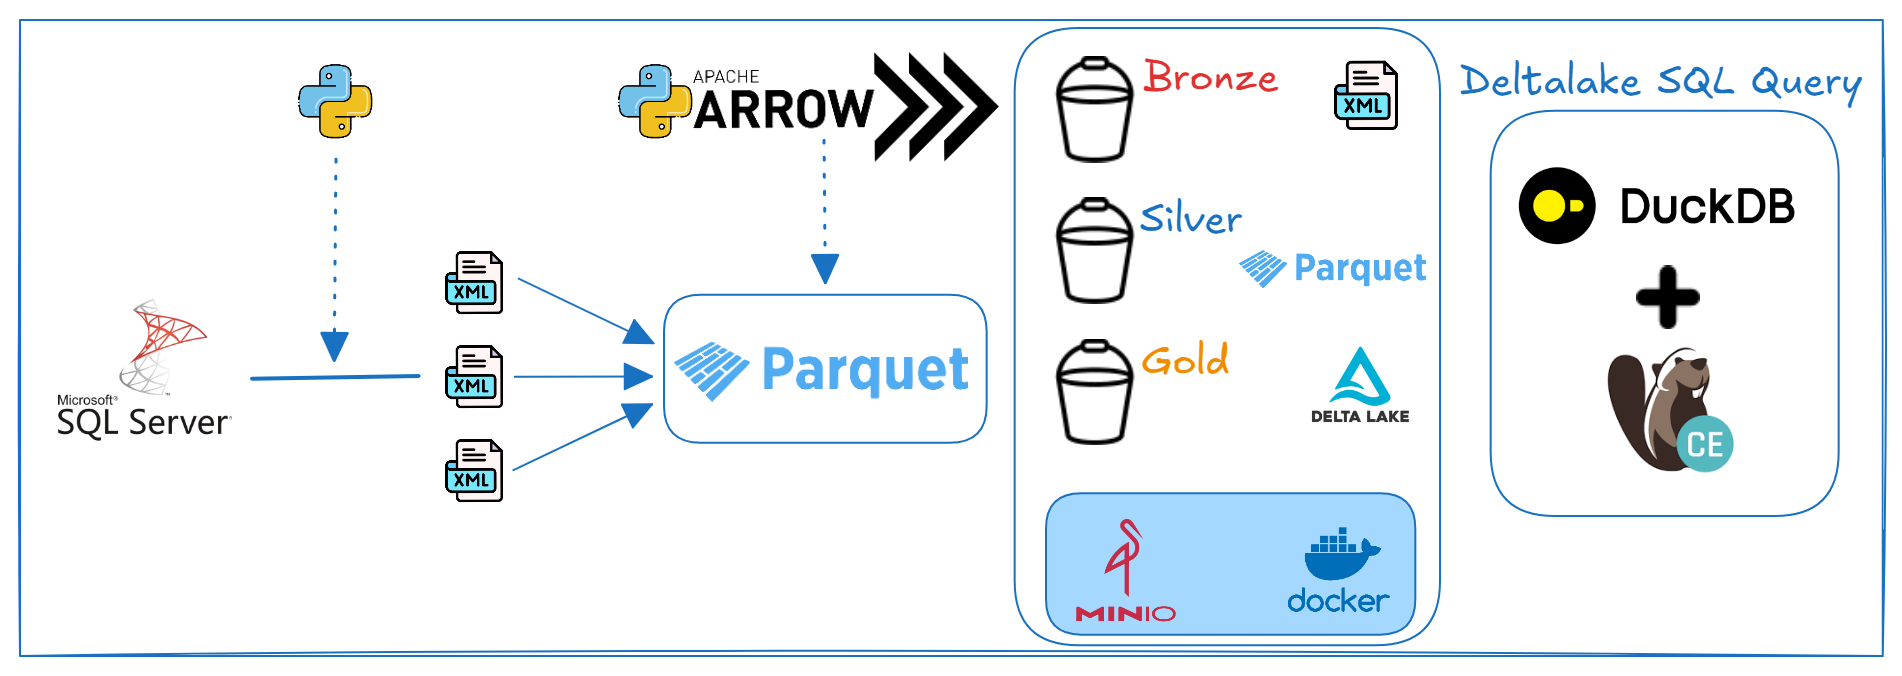 Microsoft®
SQL Server
XML
XML
XML
APACHE
ARROW
Parquet
Bronze
XML
Silver
Parquet
Gold
DELTA LAKE
MINIO
docker
Deltalake SQL Query
DuckDB
CE